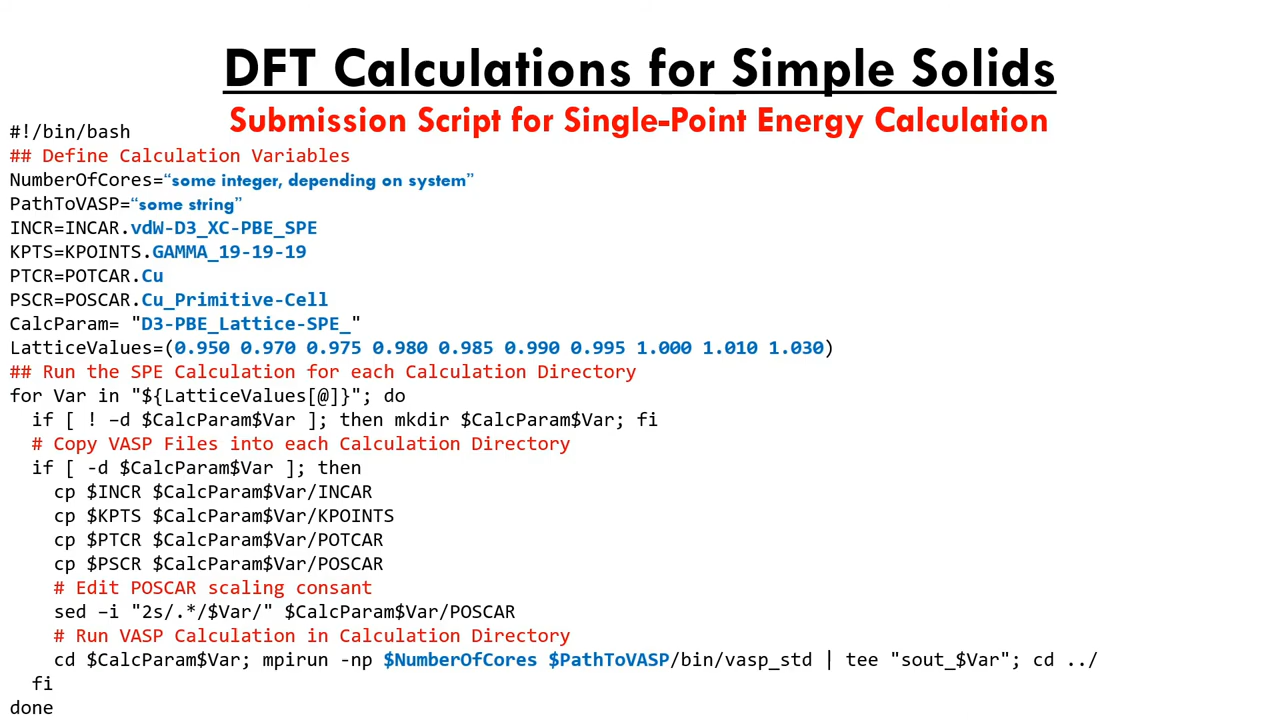 DFT Calculations for Simple Solids
Submission Script for Single-Point Energy Calculation
#!/bin/bash
## Define Calculation Variables
NumberOfCores=“some integer, depending on system”
PathToVASP=“some string”
INCR=INCAR.vdW-D3_XC-PBE_SPE
KPTS=KPOINTS.GAMMA_19-19-19
PTCR=POTCAR.Cu
PSCR=POSCAR.Cu_Primitive-Cell
CalcParam= "D3-PBE_Lattice-SPE_"
LatticeValues=(0.950 0.970 0.975 0.980 0.985 0.990 0.995 1.000 1.010 1.030)
## Run the SPE Calculation for each Calculation Directory
for Var in "${LatticeValues[@]}"; do
  if [ ! –d $CalcParam$Var ]; then mkdir $CalcParam$Var; fi
  # Copy VASP Files into each Calculation Directory
  if [ -d $CalcParam$Var ]; then
    cp $INCR $CalcParam$Var/INCAR
    cp $KPTS $CalcParam$Var/KPOINTS
    cp $PTCR $CalcParam$Var/POTCAR
    cp $PSCR $CalcParam$Var/POSCAR
    # Edit POSCAR scaling consant
    sed –i "2s/.*/$Var/" $CalcParam$Var/POSCAR
    # Run VASP Calculation in Calculation Directory
    cd $CalcParam$Var; mpirun -np $NumberOfCores $PathToVASP/bin/vasp_std | tee "sout_$Var"; cd ../
  fi
done